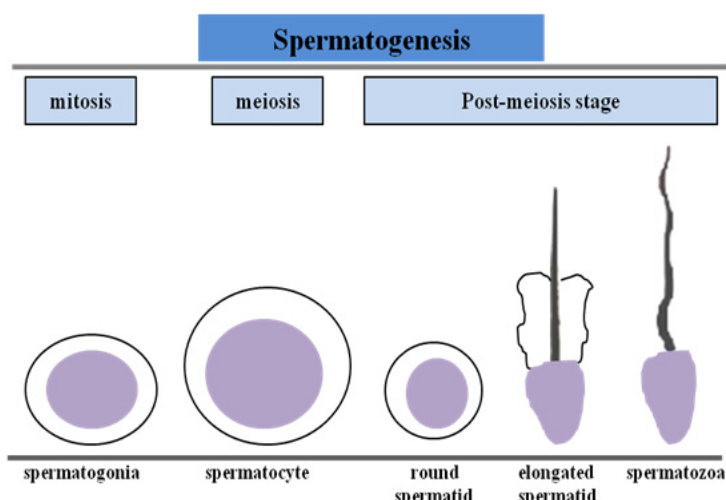 Spermatogenesis
mitosis
meiosis
Post-meiosis stage
spermatogonia
spermatocyte
round
spermatid
elongated
spermatid
spermatozoa